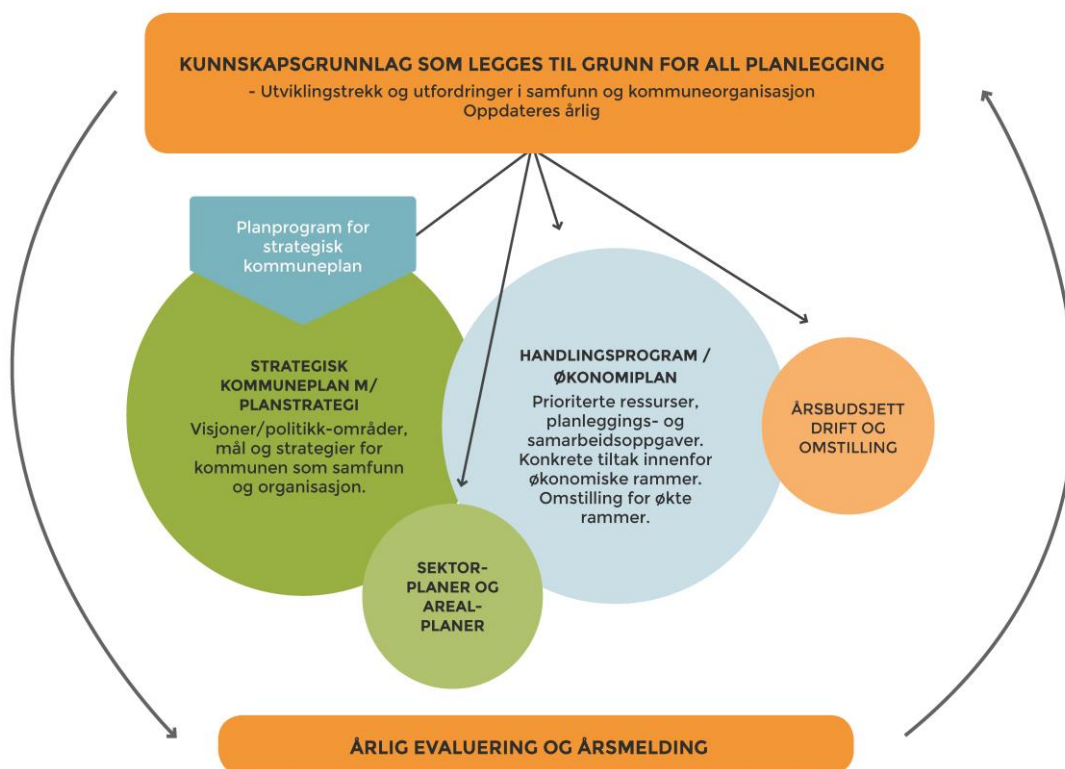 KUNNSKAPSGRUNNLAG SOM LEGGES TIL GRUNN FOR ALL PLANLEGGING
- Utviklingstrekk og utfordringer i samfunn og kommuneorganisasjon
Oppdateres årlig
Planprogram for
strategisk
kommuneplan
STRATEGISK
KOMMUNEPLAN M/
PLANSTRATEGI
Visjoner/politikk-områder,
mål og strategier for
kommunen som samfunn
og organisasjon.
HANDLINGSPROGRAM /
ØKONOMIPLAN
Prioriterte ressurser,
planleggings- og
samarbeidsoppgaver.
Konkrete tiltak innenfor
økonomiske rammer.
Omstilling for økte
rammer.
ÅRSBUDSJETT
DRIFT OG
OMSTILLING
SEKTOR-
PLANER OG
AREAL-
PLANER
ÅRLIG EVALUERING OG ÅRSMELDING